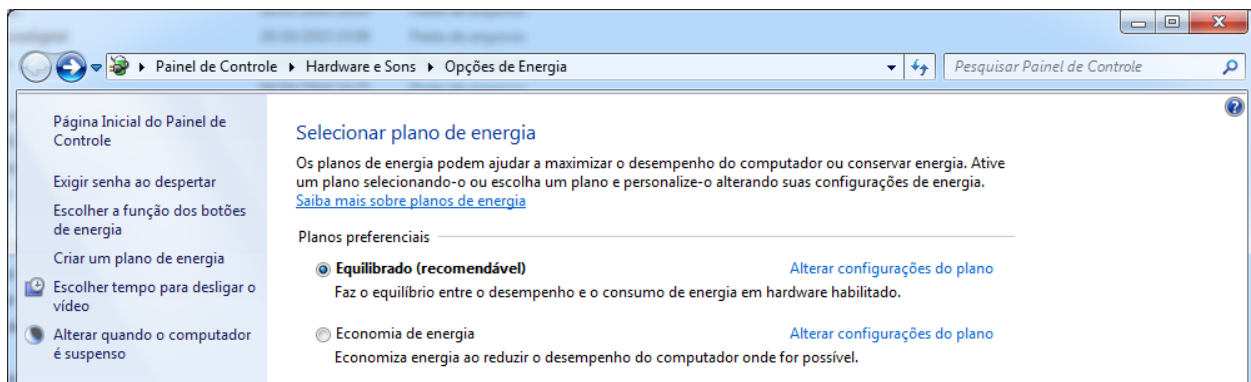 Painel de Controle ▸ Hardware e Sons ▸ Opções de Energia
Pesquisar Painel de Controle
Página Inicial do Painel de
Controle
Exigir senha ao despertar
Escolher a função dos botões
de energia
Criar um plano de energia
Escolher tempo para desligar o
vídeo
Alterar quando o computador
é suspenso
Selecionar plano de energia
Os planos de energia podem ajudar a maximizar o desempenho do computador ou conservar energia. Ative
um plano selecionando-o ou escolha um plano e personalize-o alterando suas configurações de energia.
Saiba mais sobre planos de energia
Planos preferenciais
Equilibrado (recomendável) Alterar configurações do plano
Faz o equilíbrio entre o desempenho e o consumo de energia em hardware habilitado.
Economia de energia Alterar configurações do plano
Economiza energia ao reduzir o desempenho do computador onde for possível.